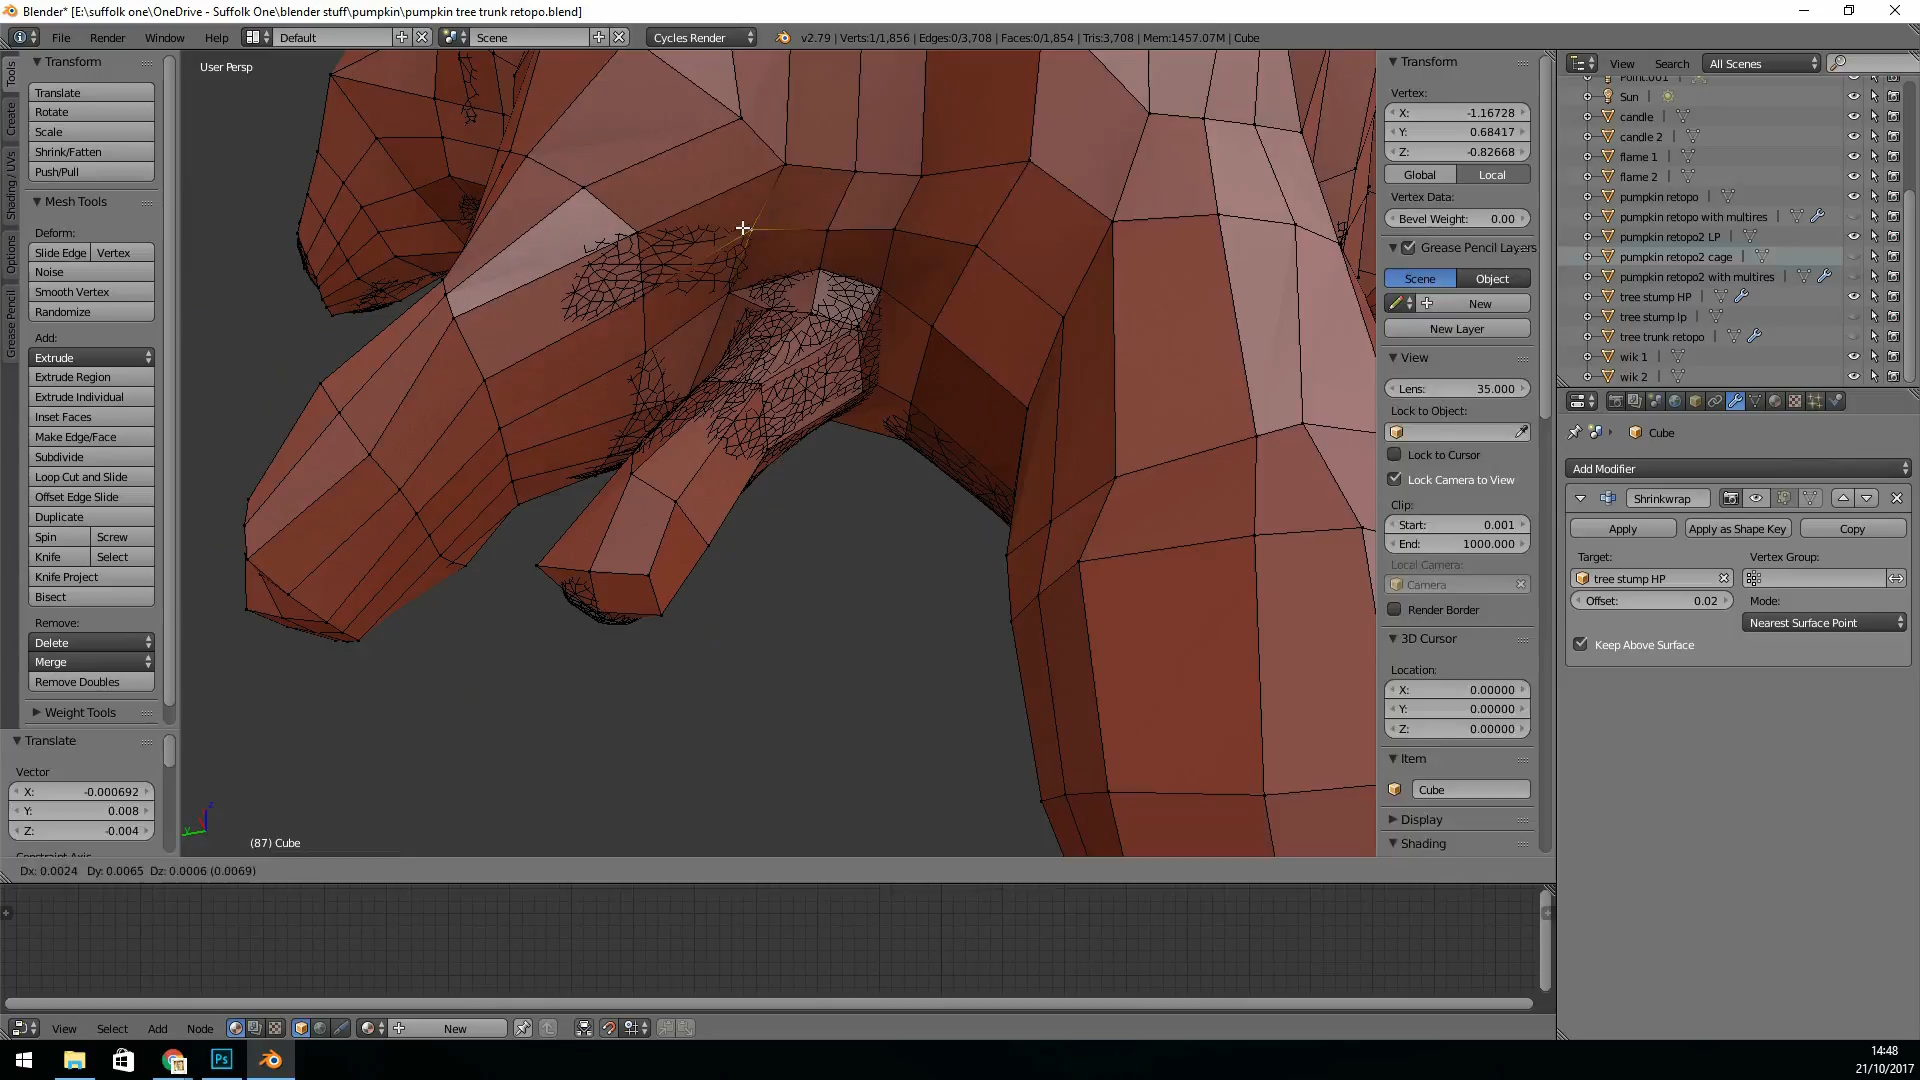 Blender* [E:\suffolk one\OneDrive - Suffolk One\blender stuff\pumpkin\pumpkin tree trunk retopo.blend]
File Render Window Help Default Scene Cycles Render v2.79 | Verts:1/1,856 | Edges:0/3,708 | Faces:0/1,854 | Tris:3,708 | Mem:1457.07M | Cube
Tools
Create
Shading / UVs
Options
Grease Pencil
Transform
Translate
Rotate
Scale
Shrink/Fatten
Push/Pull
Mesh Tools
Deform:
Slide Edge Vertex
Noise
Smooth Vertex
Randomize
Add:
Extrude
Extrude Region
Extrude Individual
Inset Faces
Make Edge/Face
Subdivide
Loop Cut and Slide
Offset Edge Slide
Duplicate
Spin Screw
Knife Select
Knife Project
Bisect
Remove:
Delete
Merge
Remove Doubles
Weight Tools
Translate
Vector
X: -0.000692
Y: 0.008
Z: -0.004
Constraint Axis
User Persp
(87) Cube
Dx: 0.0024 Dy: 0.0065 Dz: 0.0006 (0.0069)
Transform
Vertex:
X: -1.16728
Y: 0.68417
Z: -0.82668
Global Local
Vertex Data:
Bevel Weight: 0.00
Grease Pencil Layers
Scene Object
New
New Layer
View
Lens: 35.000
Lock to Object:
Lock to Cursor
Lock Camera to View
Clip:
Start: 0.001
End: 1000.000
Local Camera:
Camera
Render Border
3D Cursor
Location:
X: 0.00000
Y: 0.00000
Z: 0.00000
Item
Cube
Display
Shading
View Search All Scenes
Point.001
Sun
candle
candle 2
flame 1
flame 2
pumpkin retopo
pumpkin retopo with multires
pumpkin retopo2 LP
pumpkin retopo2 cage
pumpkin retopo2 with multires
tree stump HP
tree stump lp
tree trunk retopo
wik 1
wik 2
Cube
Add Modifier
Shrinkwrap
Apply Apply as Shape Key Copy
Target: Vertex Group:
tree stump HP
Offset: 0.02 Mode:
Nearest Surface Point
Keep Above Surface
View Select Add Node New
Ps
14:48
21/10/2017